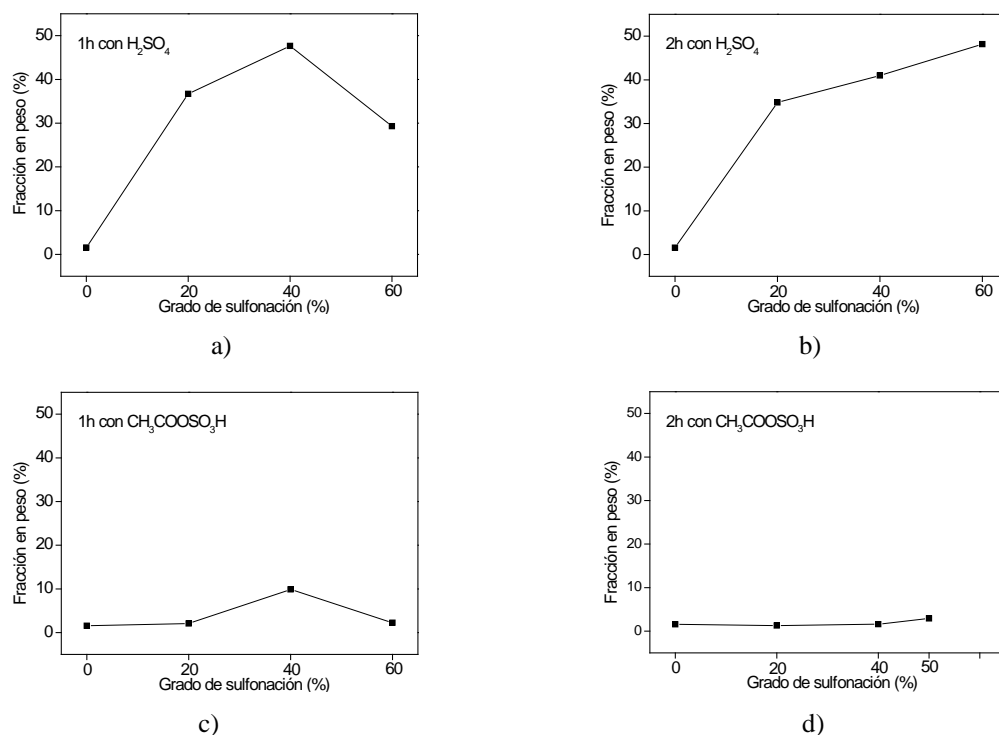 1h con H₂SO₄
Fracción en peso (%)
50
40
30
20
10
0
0 20 40 60
Grado de sulfonación (%)
a)
2h con H₂SO₄
Fracción en peso (%)
50
40
30
20
10
0
0 20 40 60
Grado de sulfonación (%)
b)
1h con CH₃COOSO₃H
Fracción en peso (%)
50
40
30
20
10
0
0 20 40 60
Grado de sulfonación (%)
c)
2h con CH₃COOSO₃H
Fracción en peso (%)
50
40
30
20
10
0
0 20 40 50
Grado de sulfonación (%)
d)